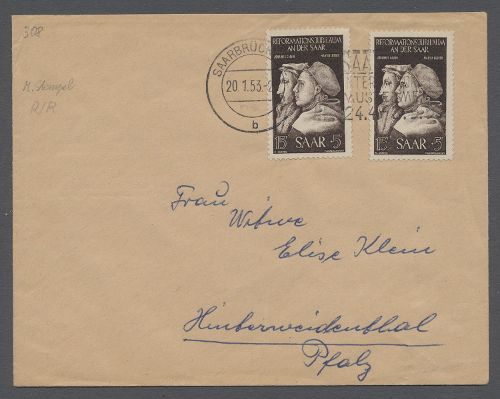 308
R/R
SAARBRÜCK
20.1.53.-
b
REFORMATIONSJUBILÄUM
AN DER SAAR
15 SAAR +5
REFORMATIONSJUBILÄUM
AN DER SAAR
15 SAAR +5
Frau
Witwe
Elise Klein
Hinterweidenthal
Pfalz